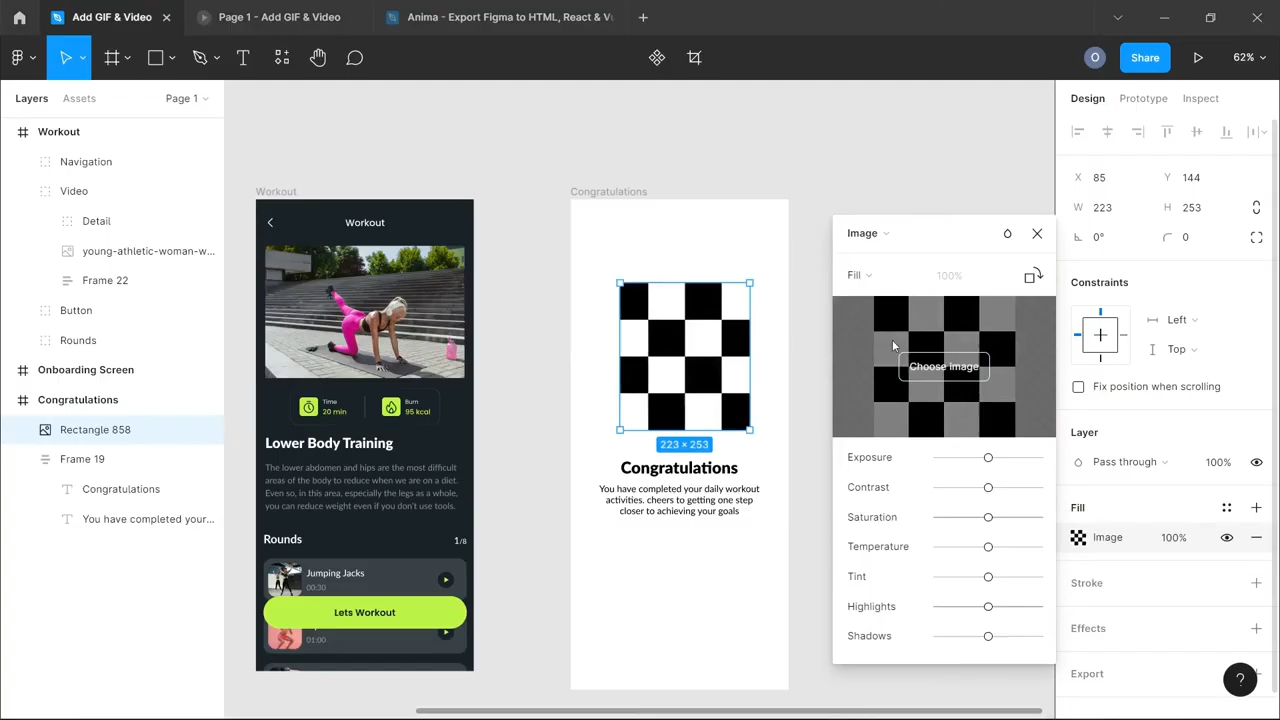 Add GIF & Video
Page 1 - Add GIF & Video
Anima - Export Figma to HTML, React & Vu
O
Share
62%
Layers
Assets
Page 1
Workout
Navigation
Video
Detail
young-athletic-woman-w...
Frame 22
Button
Rounds
Onboarding Screen
Congratulations
Rectangle 858
Frame 19
Congratulations
You have completed your...
Workout
Workout
Time
20 min
Burn
95 kcal
Lower Body Training
The lower abdomen and hips are the most difficult
areas of the body to reduce when we are on a diet.
Even so, in this area, especially the legs as a whole,
you can reduce weight even if you don't use tools.
Rounds
1/8
Jumping Jacks
00:30
Lets Workout
01:00
Congratulations
223 × 253
Congratulations
You have completed your daily workout
activities. cheers to getting one step
closer to achieving your goals
Image
Fill
100%
Choose image
Exposure
Contrast
Saturation
Temperature
Tint
Highlights
Shadows
Design
Prototype
Inspect
X 85
Y 144
W 223
H 253
0°
0
Constraints
Left
Top
Fix position when scrolling
Layer
Pass through
100%
Fill
Image
100%
Stroke
Effects
Export
?